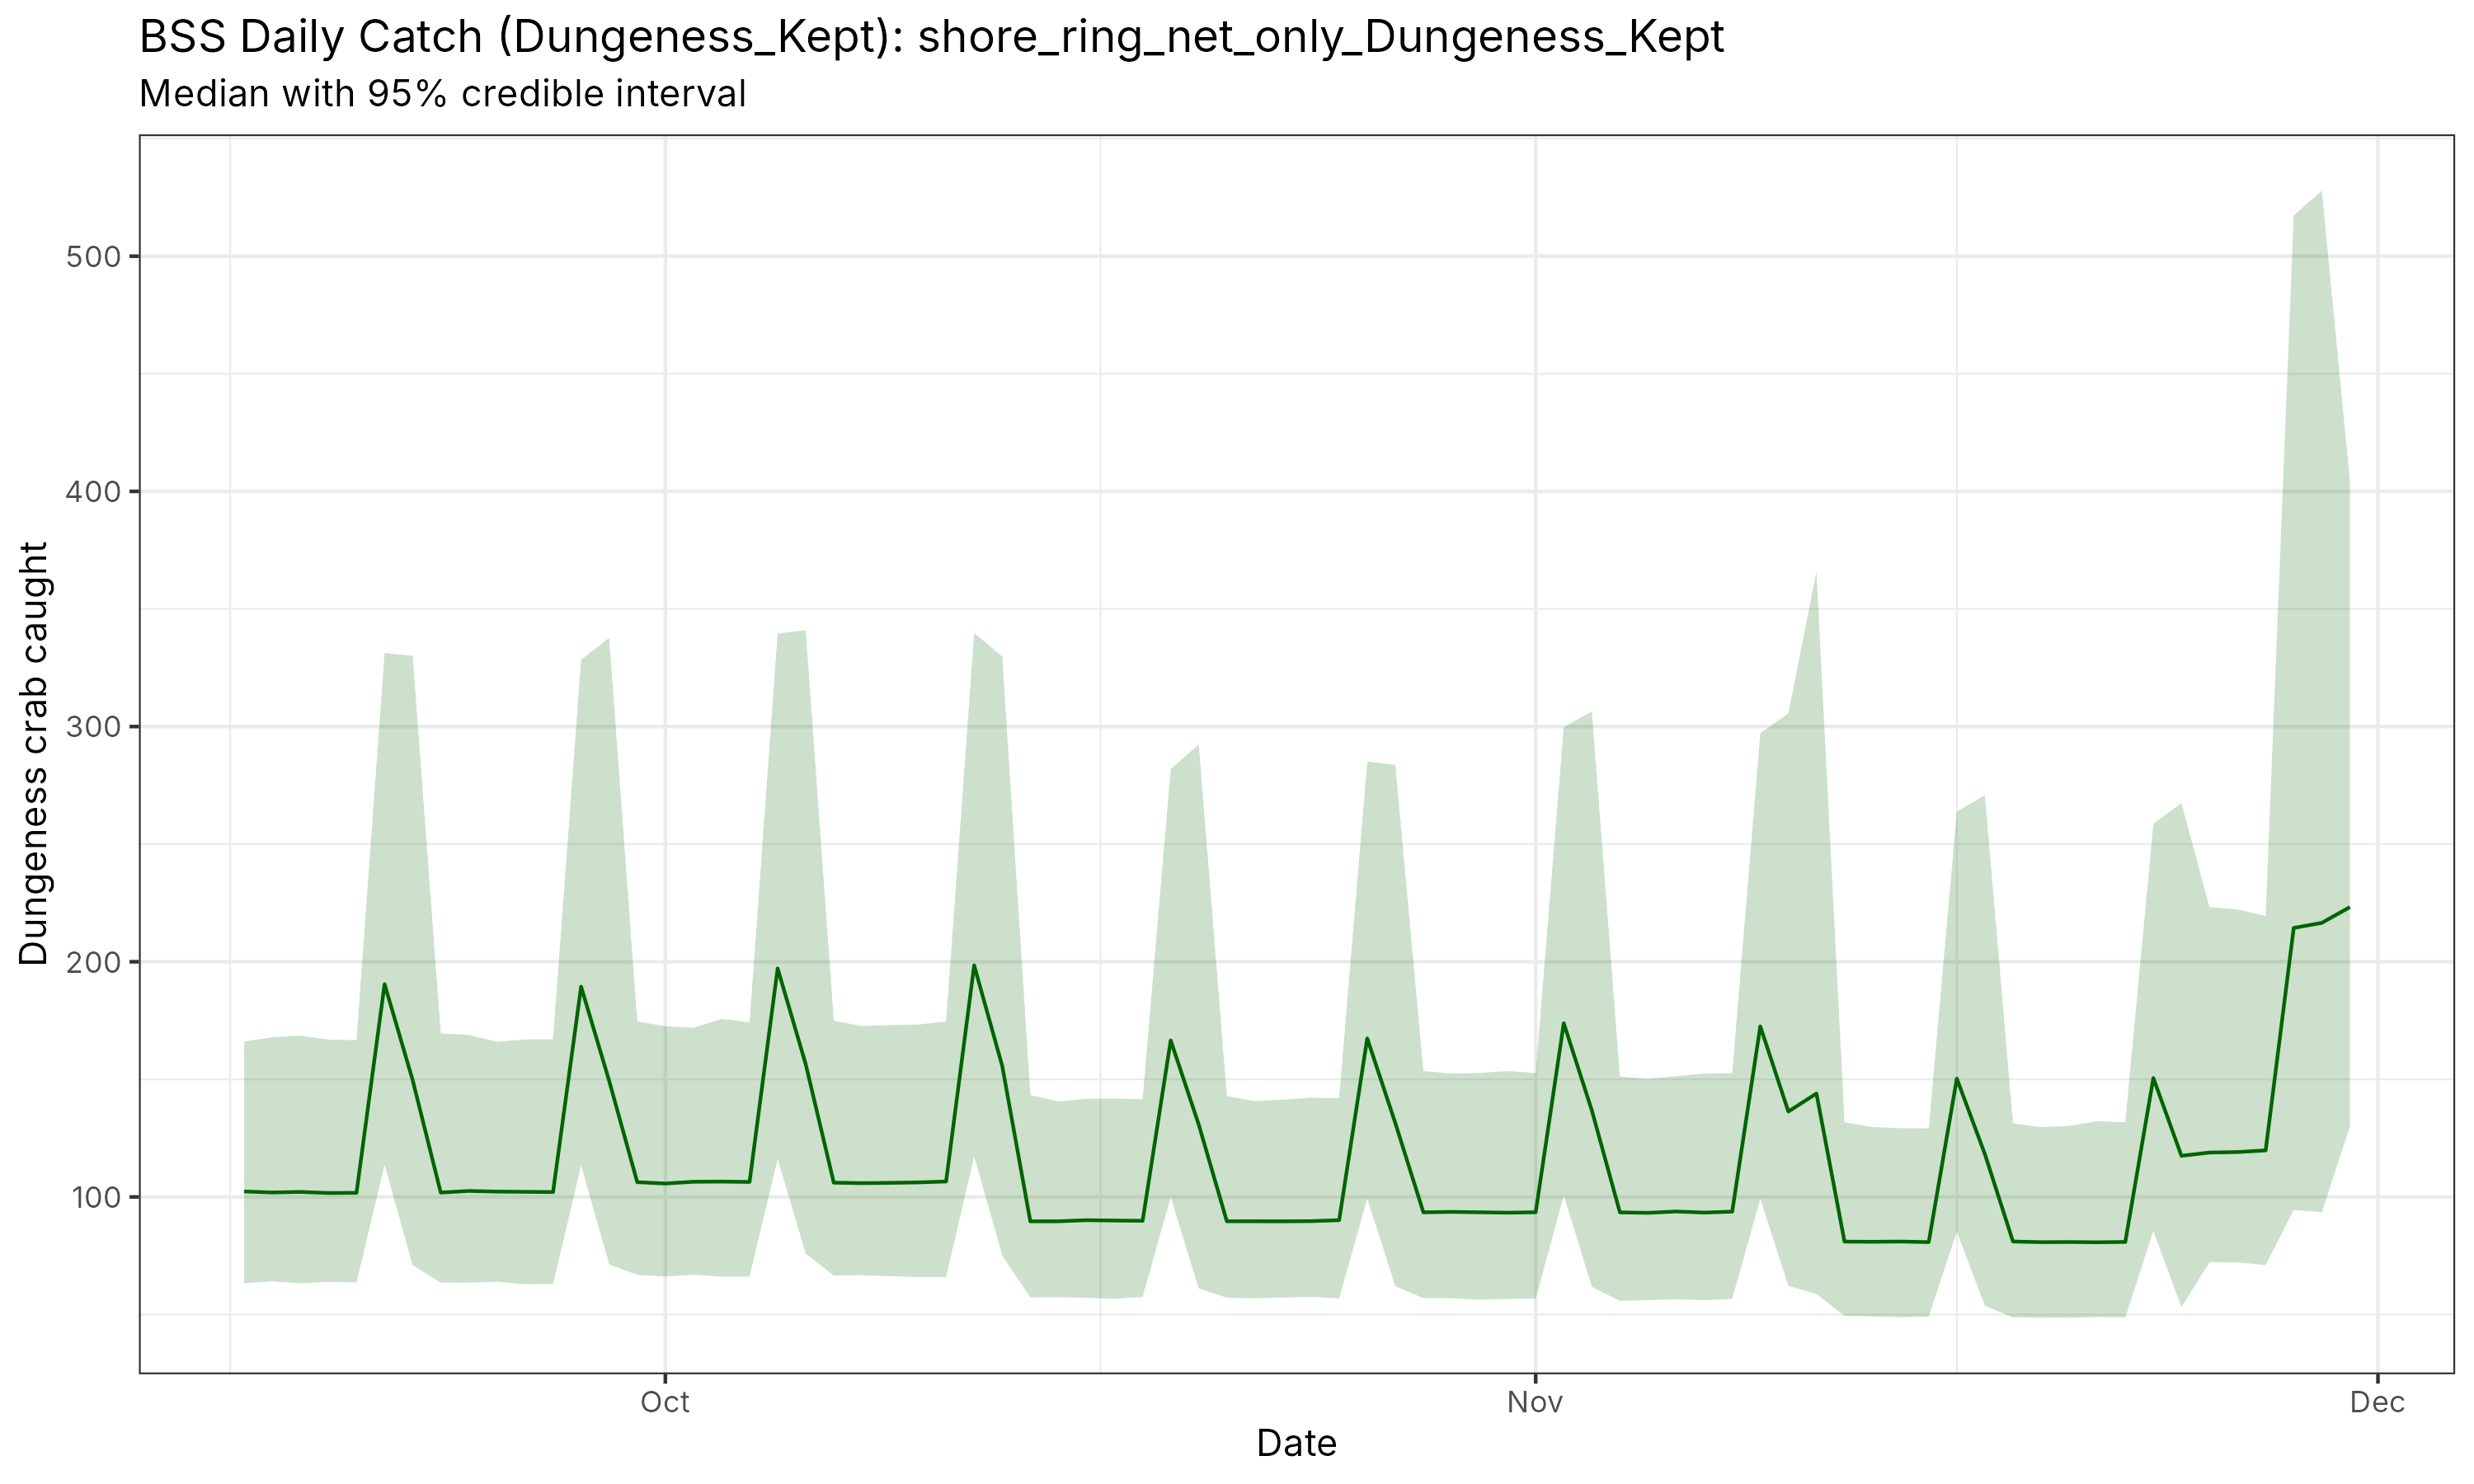 BSS Daily Catch (Dungeness_Kept): shore_ring_net_only_Dungeness_Kept
Median with 95% credible interval
Dungeness crab caught
500
400
300
200
100
Oct
Nov
Dec
Date